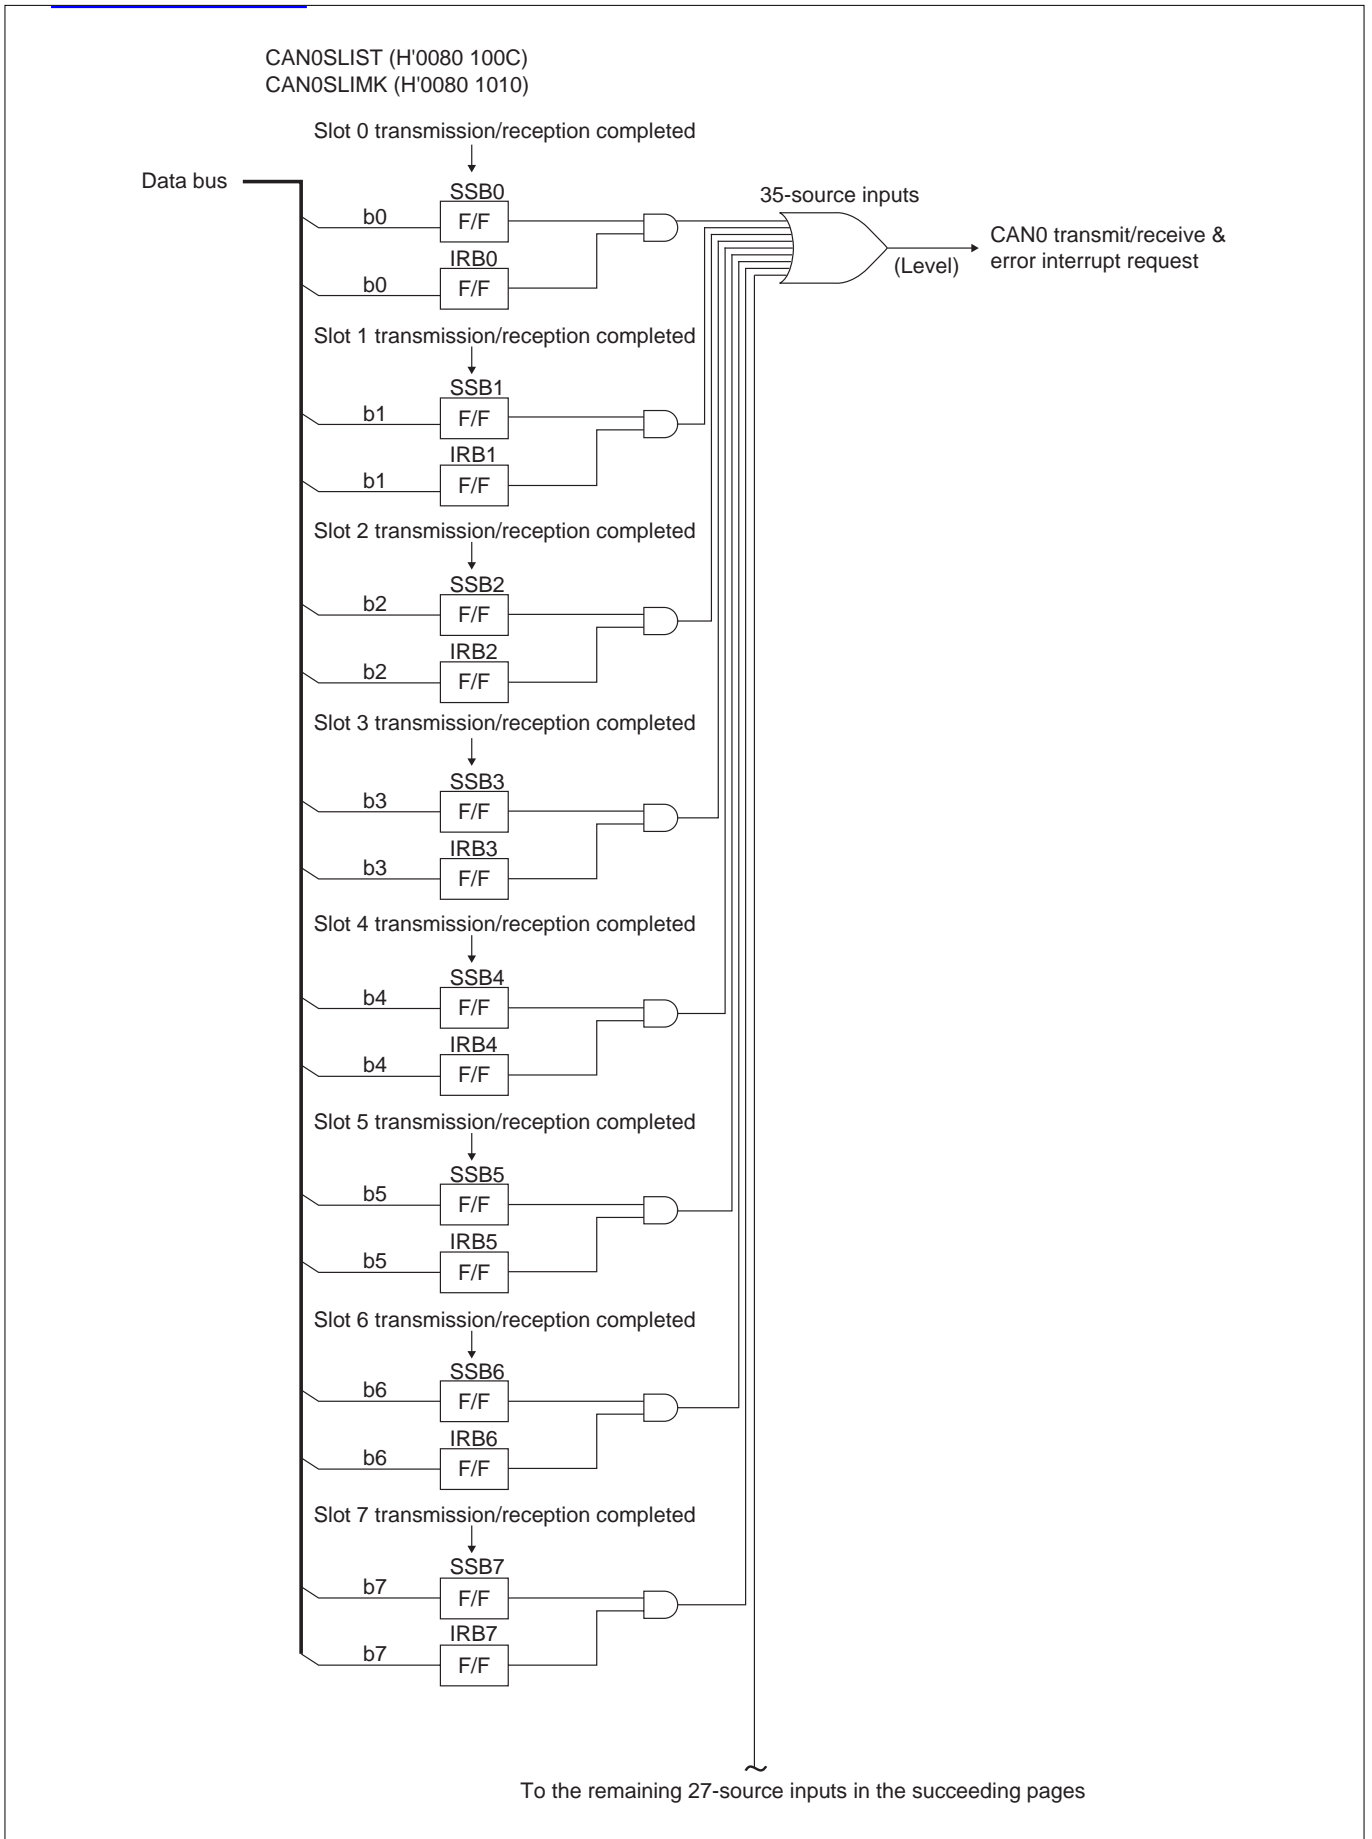 CAN0SLIST (H'0080 100C)
CAN0SLIMK (H'0080 1010)
Slot 0 transmission/reception completed
Data bus
SSB0
b0
F/F
IRB0
b0
F/F
35-source inputs
(Level)
CAN0 transmit/receive &
error interrupt request
Slot 1 transmission/reception completed
SSB1
b1
F/F
IRB1
b1
F/F
Slot 2 transmission/reception completed
SSB2
b2
F/F
IRB2
b2
F/F
Slot 3 transmission/reception completed
SSB3
b3
F/F
IRB3
b3
F/F
Slot 4 transmission/reception completed
SSB4
b4
F/F
IRB4
b4
F/F
Slot 5 transmission/reception completed
SSB5
b5
F/F
IRB5
b5
F/F
Slot 6 transmission/reception completed
SSB6
b6
F/F
IRB6
b6
F/F
Slot 7 transmission/reception completed
SSB7
b7
F/F
IRB7
b7
F/F
To the remaining 27-source inputs in the succeeding pages